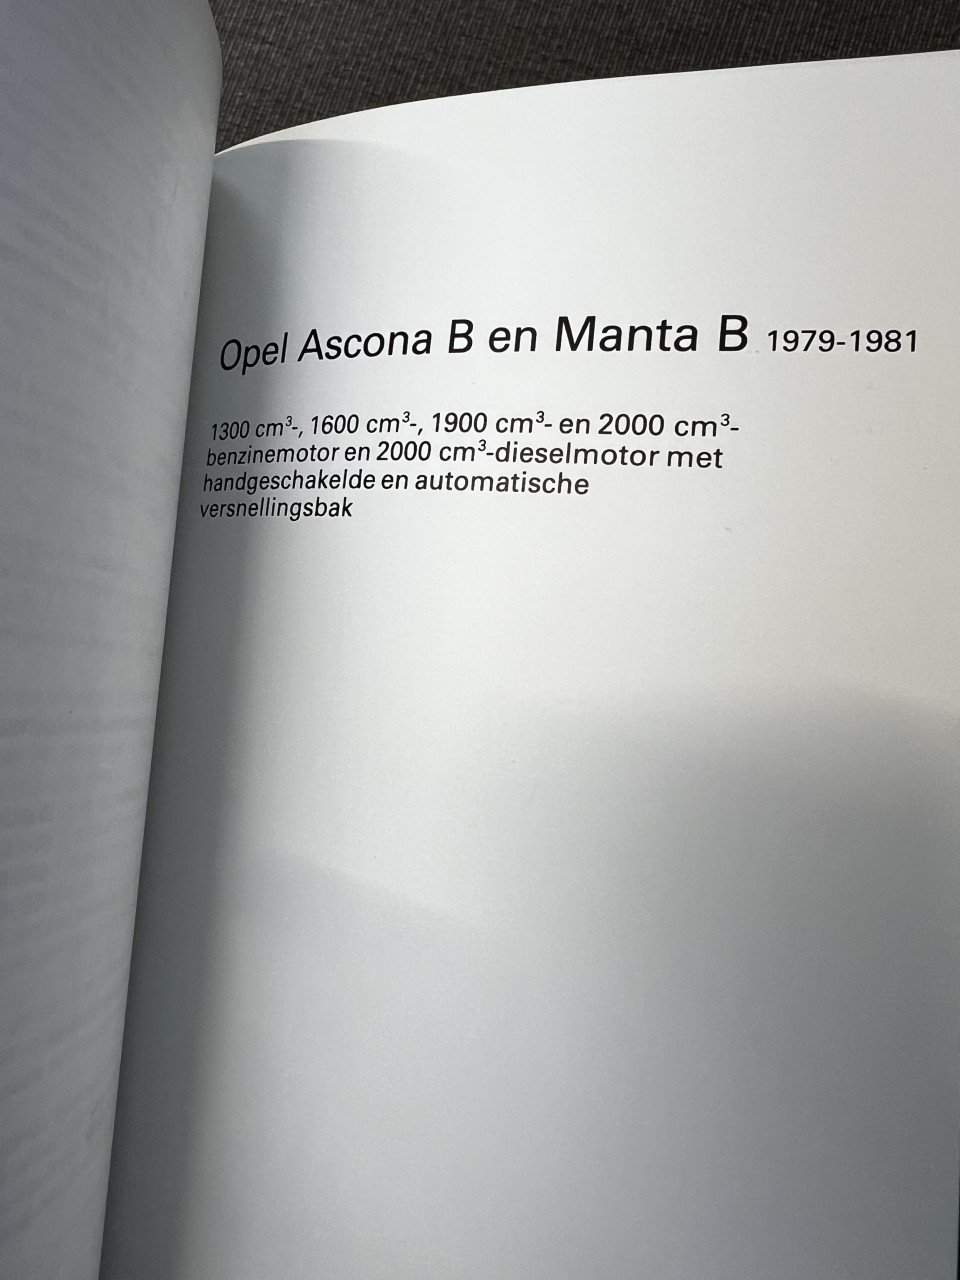 Opel Ascona B en Manta B 1979-1981
1300 cm³-, 1600 cm³-, 1900 cm³- en 2000 cm³-
benzinemotor en 2000 cm³-dieselmotor met
handgeschakelde en automatische
versnellingsbak